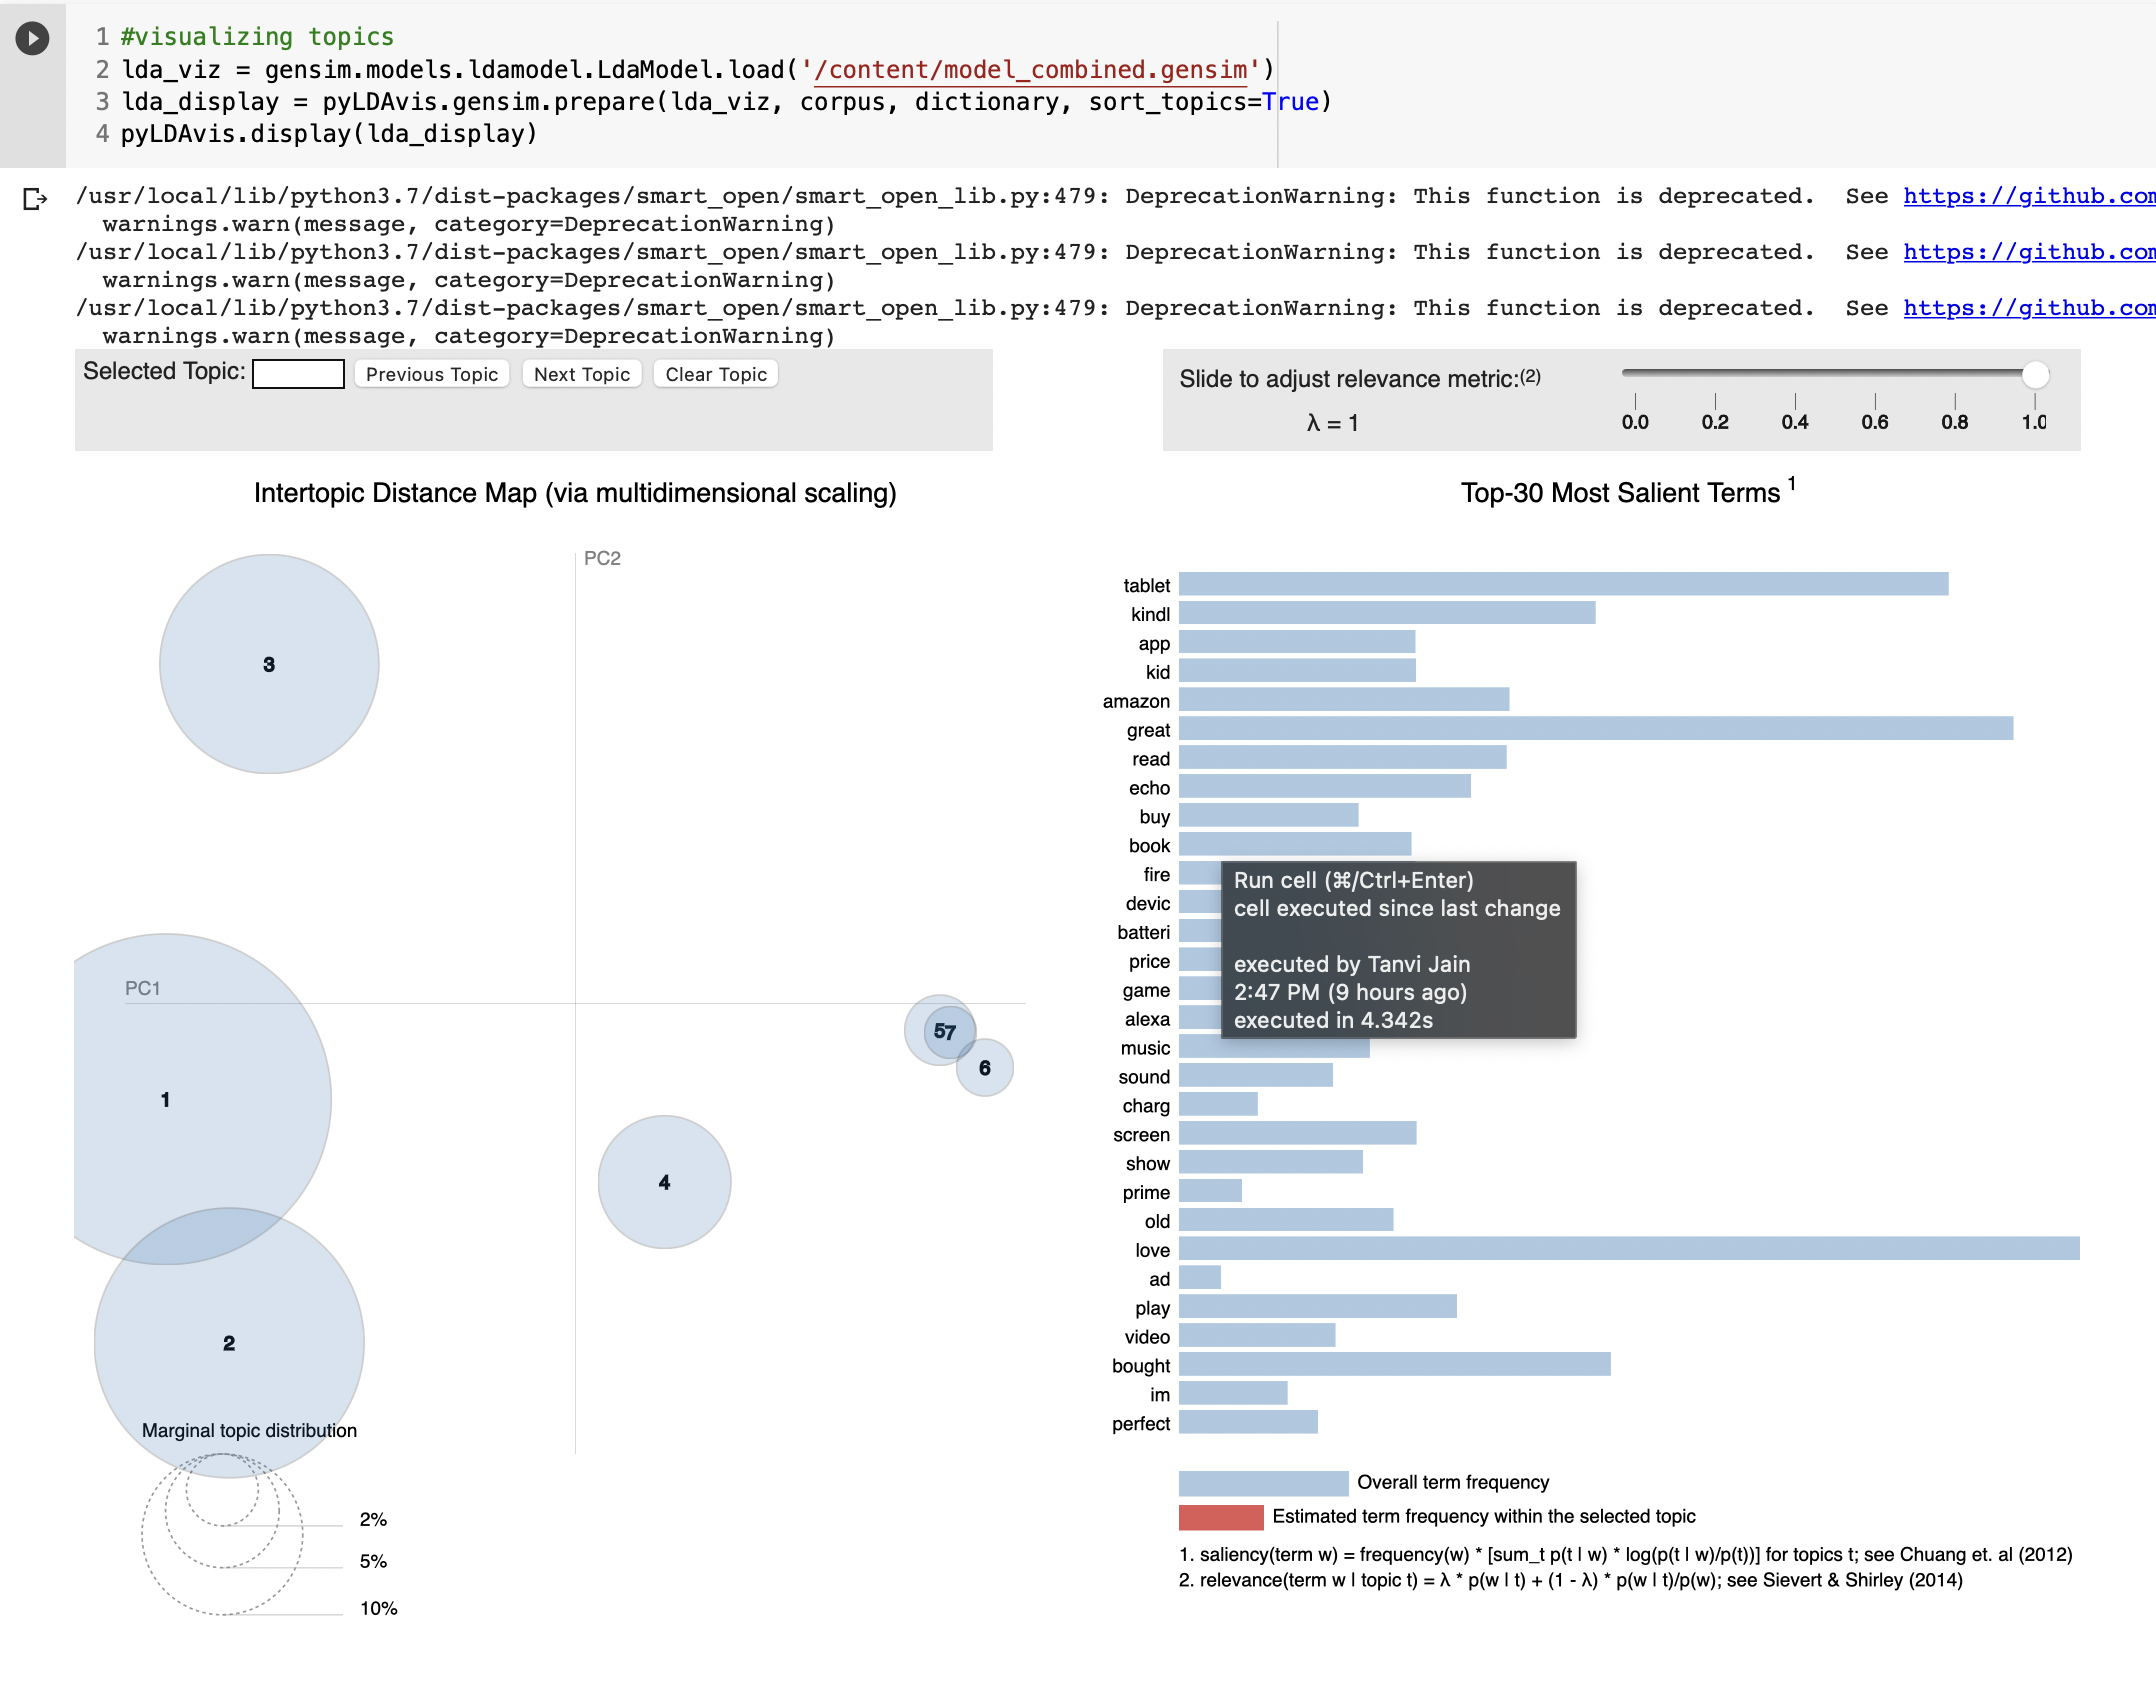 1 #visualizing topics
2 lda_viz = gensim.models.ldamodel.LdaModel.load('/content/model_combined.gensim')
3 lda_display = pyLDAvis.gensim.prepare(lda_viz, corpus, dictionary, sort_topics=True)
4 pyLDAvis.display(lda_display)
/usr/local/lib/python3.7/dist-packages/smart_open/smart_open_lib.py:479: DeprecationWarning: This function is deprecated.  See https://github.com
  warnings.warn(message, category=DeprecationWarning)
/usr/local/lib/python3.7/dist-packages/smart_open/smart_open_lib.py:479: DeprecationWarning: This function is deprecated.  See https://github.com
  warnings.warn(message, category=DeprecationWarning)
/usr/local/lib/python3.7/dist-packages/smart_open/smart_open_lib.py:479: DeprecationWarning: This function is deprecated.  See https://github.com
  warnings.warn(message, category=DeprecationWarning)
Selected Topic: Previous Topic Next Topic Clear Topic
Slide to adjust relevance metric:(2)
λ = 1
0.0 0.2 0.4 0.6 0.8 1.0
Intertopic Distance Map (via multidimensional scaling)
PC2
3
PC1
1
57
6
4
2
Marginal topic distribution
2%
5%
10%
Top-30 Most Salient Terms 1
tablet
kindl
app
kid
amazon
great
read
echo
buy
book
fire
devic
batteri
price
game
alexa
music
sound
charg
screen
show
prime
old
love
ad
play
video
bought
im
perfect
Run cell (⌘/Ctrl+Enter)
cell executed since last change
executed by Tanvi Jain
2:47 PM (9 hours ago)
executed in 4.342s
Overall term frequency
Estimated term frequency within the selected topic
1. saliency(term w) = frequency(w) * [sum_t p(t | w) * log(p(t | w)/p(t))] for topics t; see Chuang et. al (2012)
2. relevance(term w | topic t) = λ * p(w | t) + (1 - λ) * p(w | t)/p(w); see Sievert & Shirley (2014)